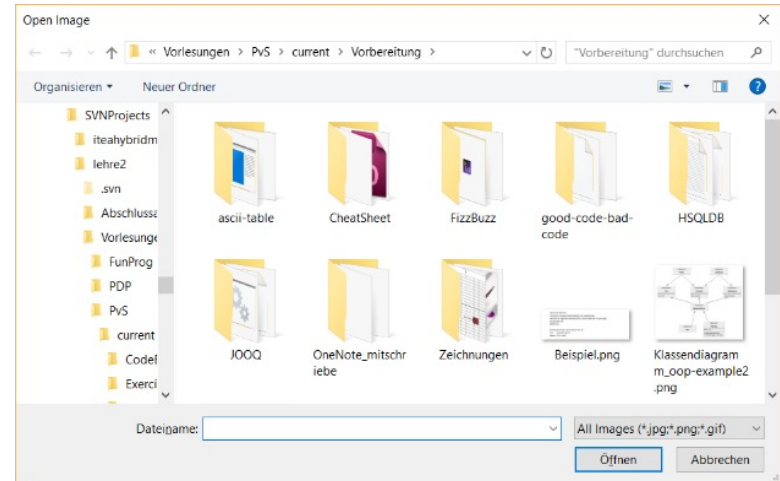 Open Image
« Vorlesungen > PvS > current > Vorbereitung >
"Vorbereitung" durchsuchen
Organisieren
Neuer Ordner
SVNProjects
iteahybridm
lehre2
.svn
Abschlussa
Vorlesunge
FunProg
PDP
PvS
current
CodeE
Exerci
ascii-table
CheatSheet
FizzBuzz
good-code-bad-
code
HSQLDB
JOOQ
OneNote_mitschr
iebe
Zeichnungen
Beispiel.png
Klassendiagram
m_oop-example2
.png
Dateiname:
All Images (*.jpg;*.png;*.gif)
Öffnen
Abbrechen